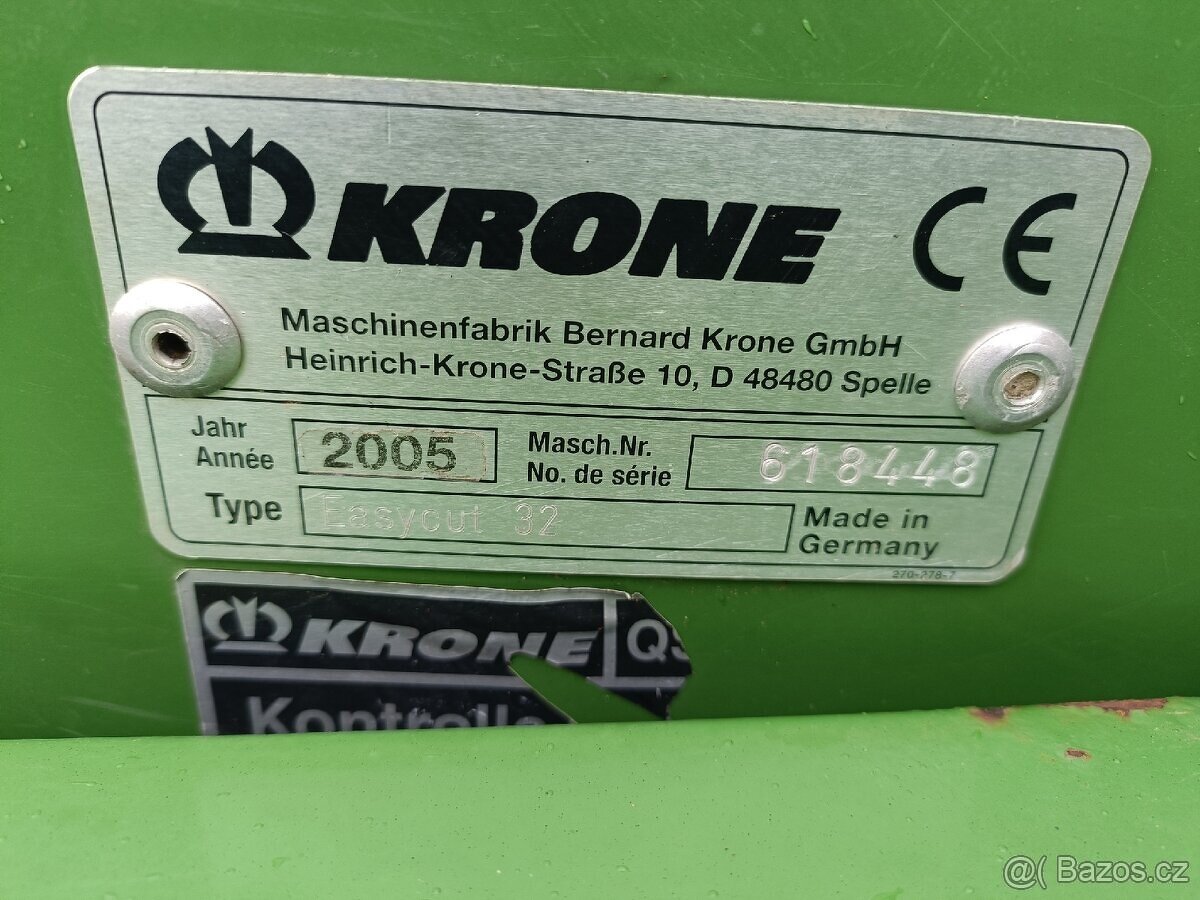 KRONE CE
Maschinenfabrik Bernard Krone GmbH
Heinrich-Krone-Straße 10, D 48480 Spelle
Jahr
Année
2005
Masch.Nr.
No. de série
618448
Type
Easycut 32
Made in
Germany
270-278-7
KRONE
Kontrolle
@( Bazos.cz